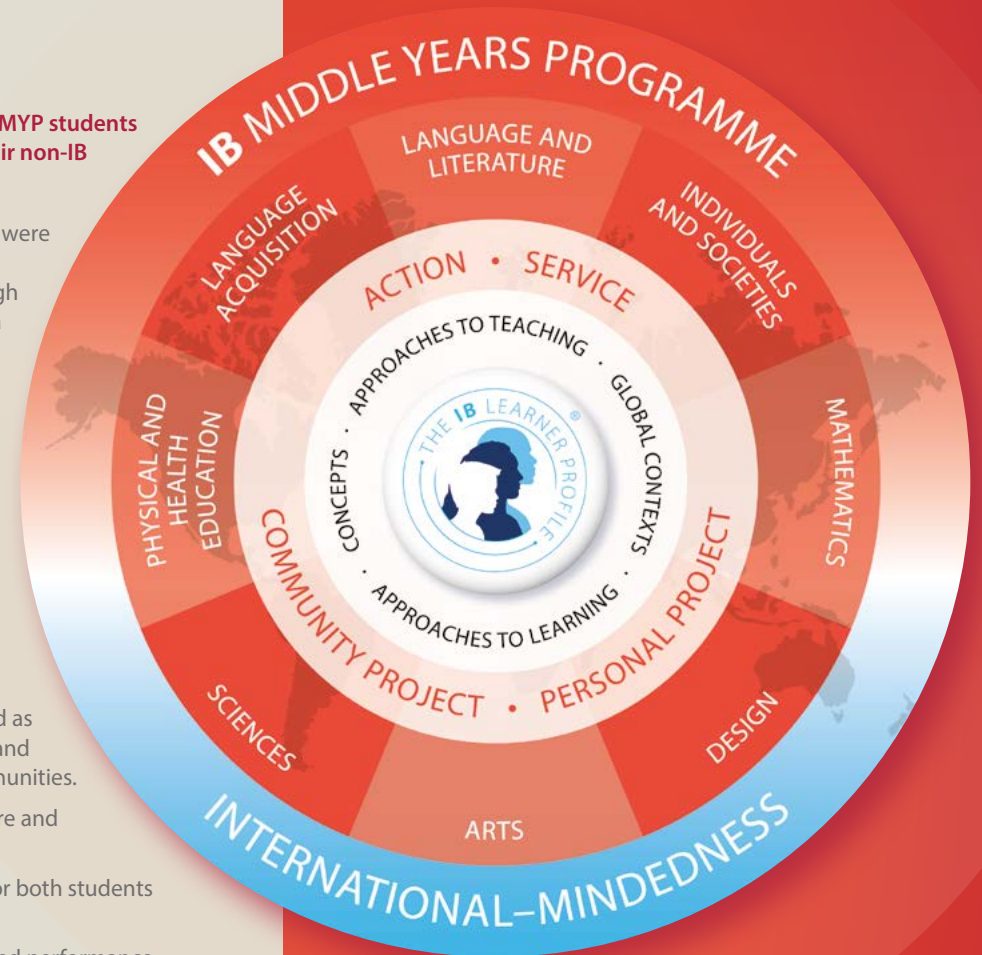 MYP students
ir non-IB
were
gh
d as
and
munities.
re and
or both students
nd performance
IB MIDDLE YEARS PROGRAMME
LANGUAGE AND
LITERATURE
INDIVIDUALS
AND SOCIETIES
MATHEMATICS
DESIGN
ARTS
SCIENCES
PHYSICAL AND
HEALTH
EDUCATION
LANGUAGE
ACQUISITION
ACTION • SERVICE
COMMUNITY PROJECT • PERSONAL PROJECT
APPROACHES TO TEACHING · GLOBAL CONTEXTS ·
APPROACHES TO LEARNING · CONCEPTS ·
• THE IB LEARNER PROFILE • ®
INTERNATIONAL–MINDEDNESS